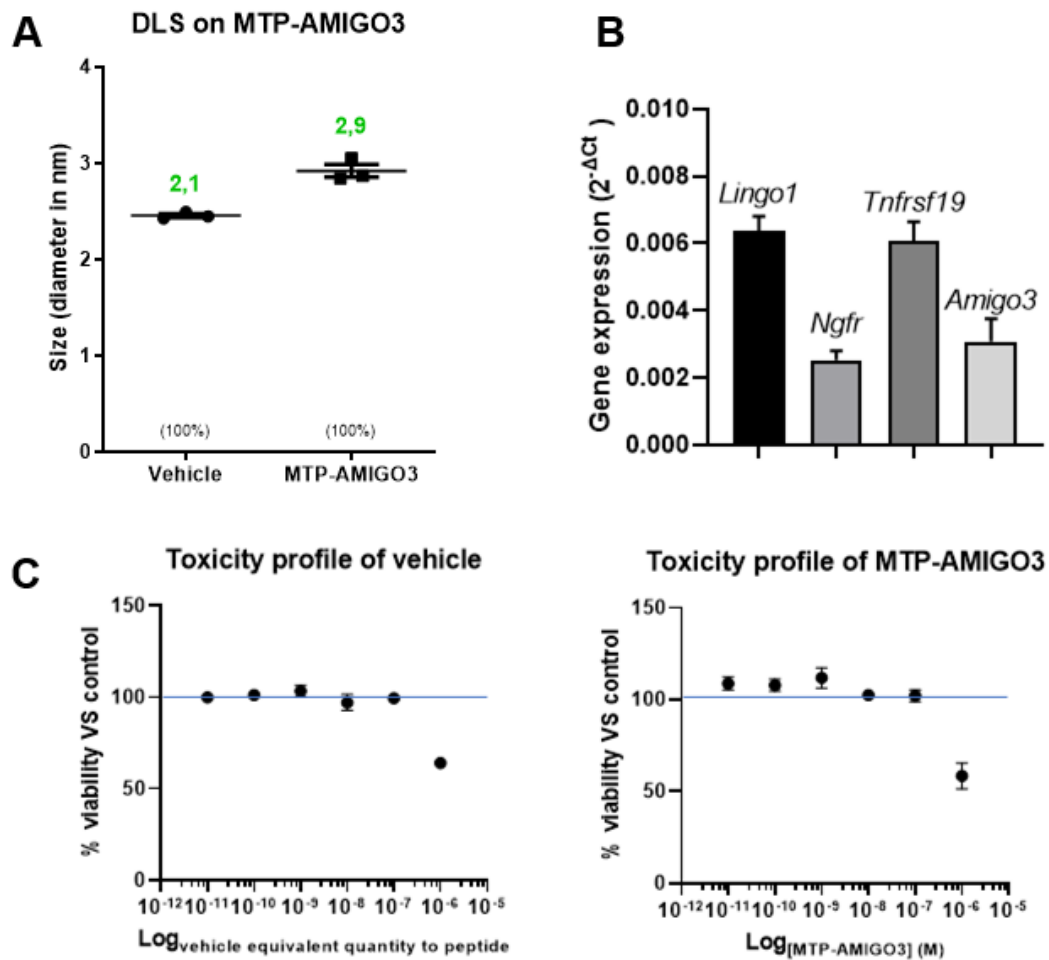 A
DLS on MTP-AMIGO3
Size (diameter in nm)
4
3
2
1
0
2,1
2,9
(100%)
(100%)
Vehicle
MTP-AMIGO3
B
Gene expression (2^-ΔCt)
0.010
0.008
0.006
0.004
0.002
0.000
Lingo1
Ngfr
Tnfrsf19
Amigo3
C
Toxicity profile of vehicle
% viability VS control
150
100
50
0
10^-12 10^-11 10^-10 10^-9 10^-8 10^-7 10^-6 10^-5
Log vehicle equivalent quantity to peptide
Toxicity profile of MTP-AMIGO3
% viability VS control
150
100
50
0
10^-12 10^-11 10^-10 10^-9 10^-8 10^-7 10^-6 10^-5
Log [MTP-AMIGO3] (M)